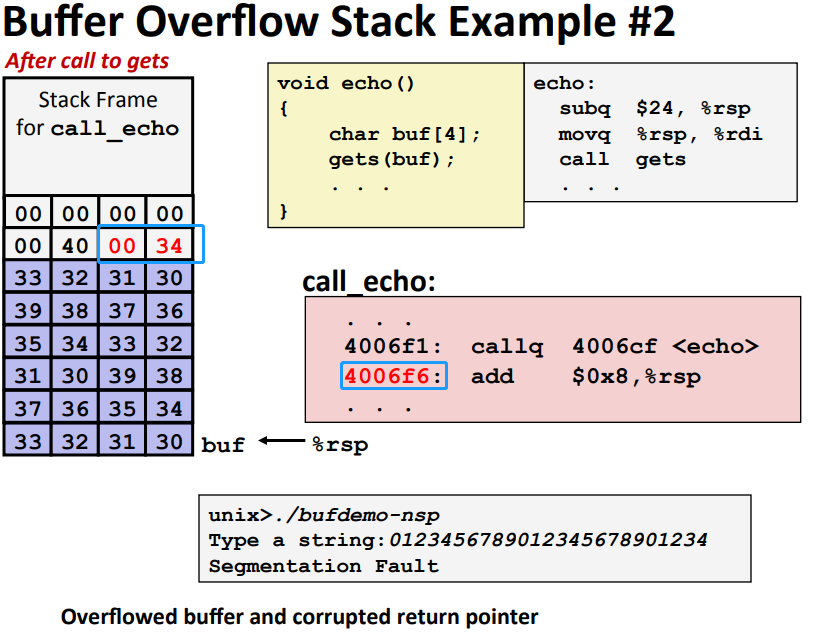 Buffer Overflow Stack Example #2
After call to gets
Stack Frame
for call_echo
00 00 00 00
00 40 00 34
33 32 31 30
39 38 37 36
35 34 33 32
31 30 39 38
37 36 35 34
33 32 31 30
buf
%rsp
void echo()
{
char buf[4];
gets(buf);
. . .
}
echo:
subq $24, %rsp
movq %rsp, %rdi
call gets
. . .
call_echo:
. . .
4006f1: callq 4006cf <echo>
4006f6: add $0x8,%rsp
. . .
unix>./bufdemo-nsp
Type a string:0123456789012345678901234
Segmentation Fault
Overflowed buffer and corrupted return pointer